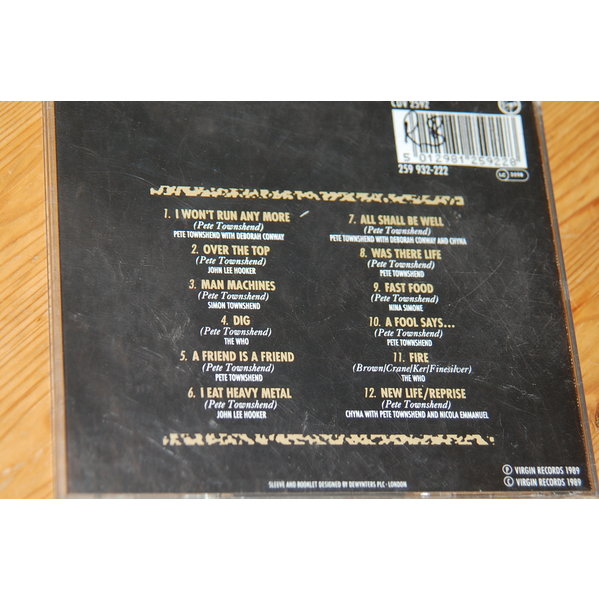 CDV 2592
5 012981 259220
259 932-222
LC 3098
1. I WON'T RUN ANY MORE
(Pete Townshend)
PETE TOWNSHEND WITH DEBORAH CONWAY
2. OVER THE TOP
(Pete Townshend)
JOHN LEE HOOKER
3. MAN MACHINES
(Pete Townshend)
SIMON TOWNSHEND
4. DIG
(Pete Townshend)
THE WHO
5. A FRIEND IS A FRIEND
(Pete Townshend)
PETE TOWNSHEND
6. I EAT HEAVY METAL
(Pete Townshend)
JOHN LEE HOOKER
7. ALL SHALL BE WELL
(Pete Townshend)
PETE TOWNSHEND WITH DEBORAH CONWAY AND CHYNA
8. WAS THERE LIFE
(Pete Townshend)
PETE TOWNSHEND
9. FAST FOOD
(Pete Townshend)
NINA SIMONE
10. A FOOL SAYS...
(Pete Townshend)
PETE TOWNSHEND
11. FIRE
(Brown/Crane/Ker/Finesilver)
THE WHO
12. NEW LIFE/REPRISE
(Pete Townshend)
CHYNA WITH PETE TOWNSHEND AND NICOLA EMMANUEL
℗ VIRGIN RECORDS 1989
© VIRGIN RECORDS 1989
SLEEVE AND BOOKLET DESIGNED BY DEWYNTERS PLC · LONDON